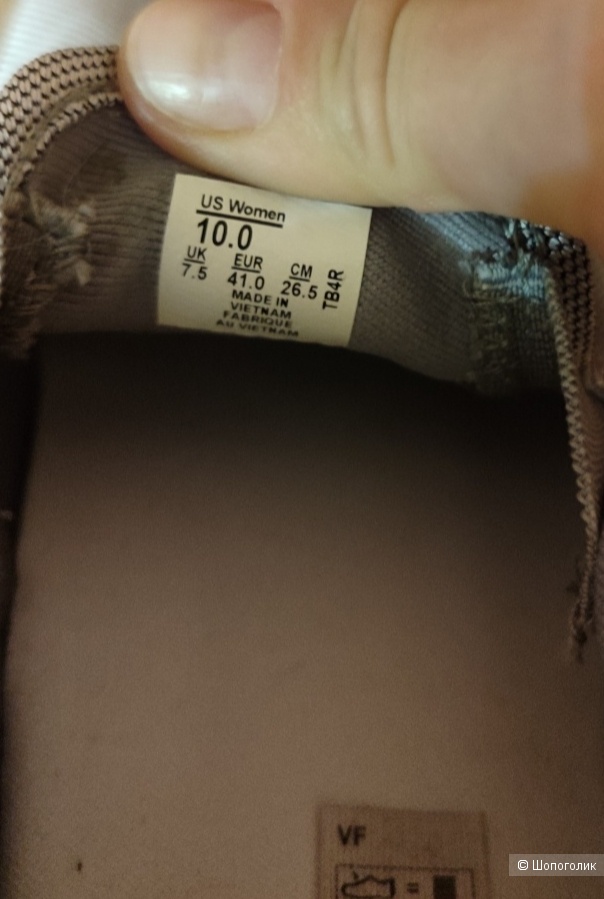 US Women
10.0
UK EUR CM
7.5 41.0 26.5
TB4R
MADE IN
VIETNAM
FABRIQUE
AU VIETNAM
VF
=
© Шопоголик